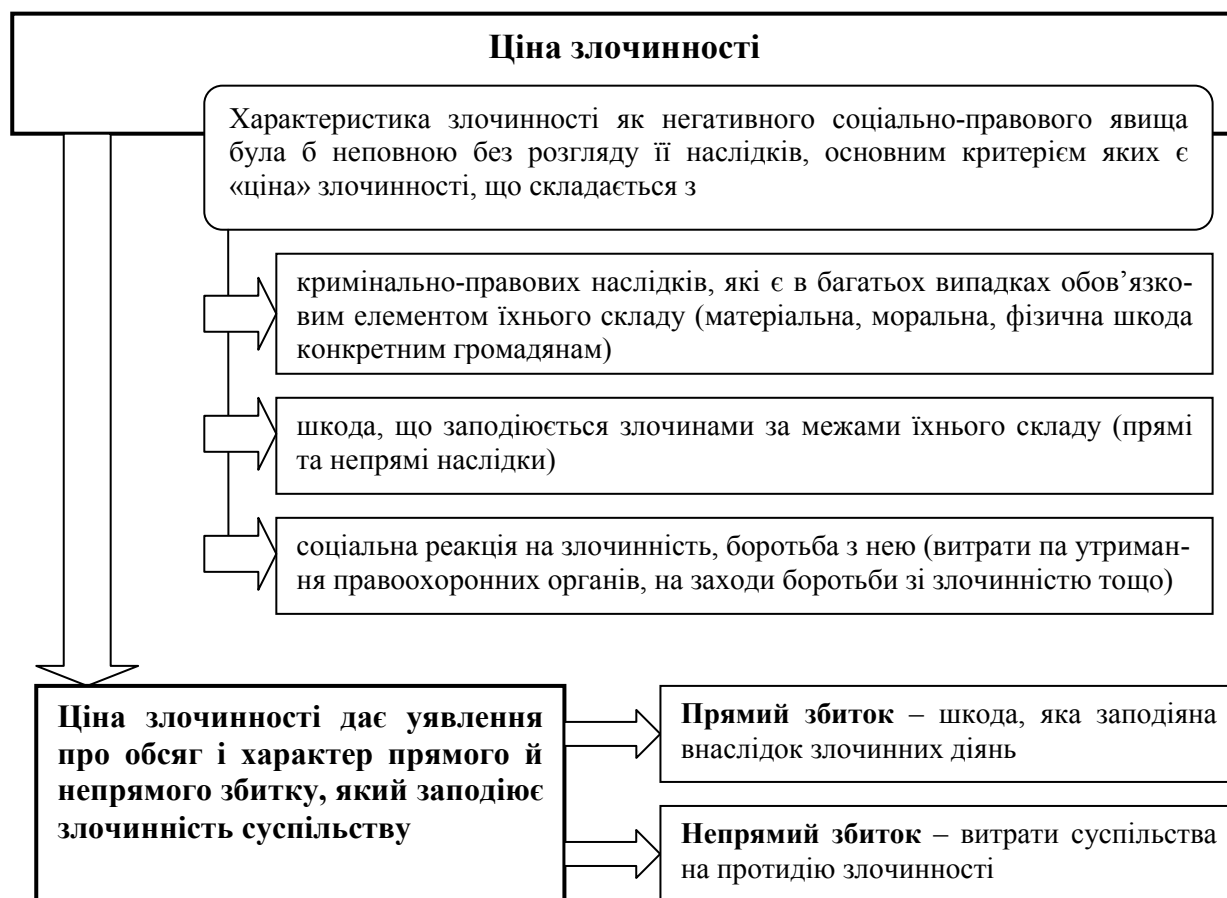 Ціна злочинності
Характеристика злочинності як негативного соціально-правового явища
була б неповною без розгляду її наслідків, основним критерієм яких є
«ціна» злочинності, що складається з
кримінально-правових наслідків, які є в багатьох випадках обов’язко-
вим елементом їхнього складу (матеріальна, моральна, фізична шкода
конкретним громадянам)
шкода, що заподіюється злочинами за межами їхнього складу (прямі
та непрямі наслідки)
соціальна реакція на злочинність, боротьба з нею (витрати па утриман-
ня правоохоронних органів, на заходи боротьби зі злочинністю тощо)
Ціна злочинності дає уявлення
про обсяг і характер прямого й
непрямого збитку, який заподіює
злочинність суспільству
Прямий збиток – шкода, яка заподіяна
внаслідок злочинних діянь
Непрямий збиток – витрати суспільства
на протидію злочинності